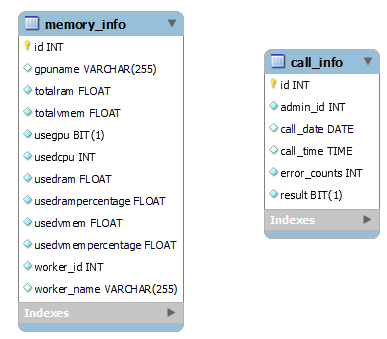 memory_info
id INT
gpuname VARCHAR(255)
totalram FLOAT
totalvmem FLOAT
usegpu BIT(1)
usedcpu INT
usedram FLOAT
usedrampercentage FLOAT
usedvmem FLOAT
usedvmempercentage FLOAT
worker_id INT
worker_name VARCHAR(255)
Indexes
call_info
id INT
admin_id INT
call_date DATE
call_time TIME
error_counts INT
result BIT(1)
Indexes